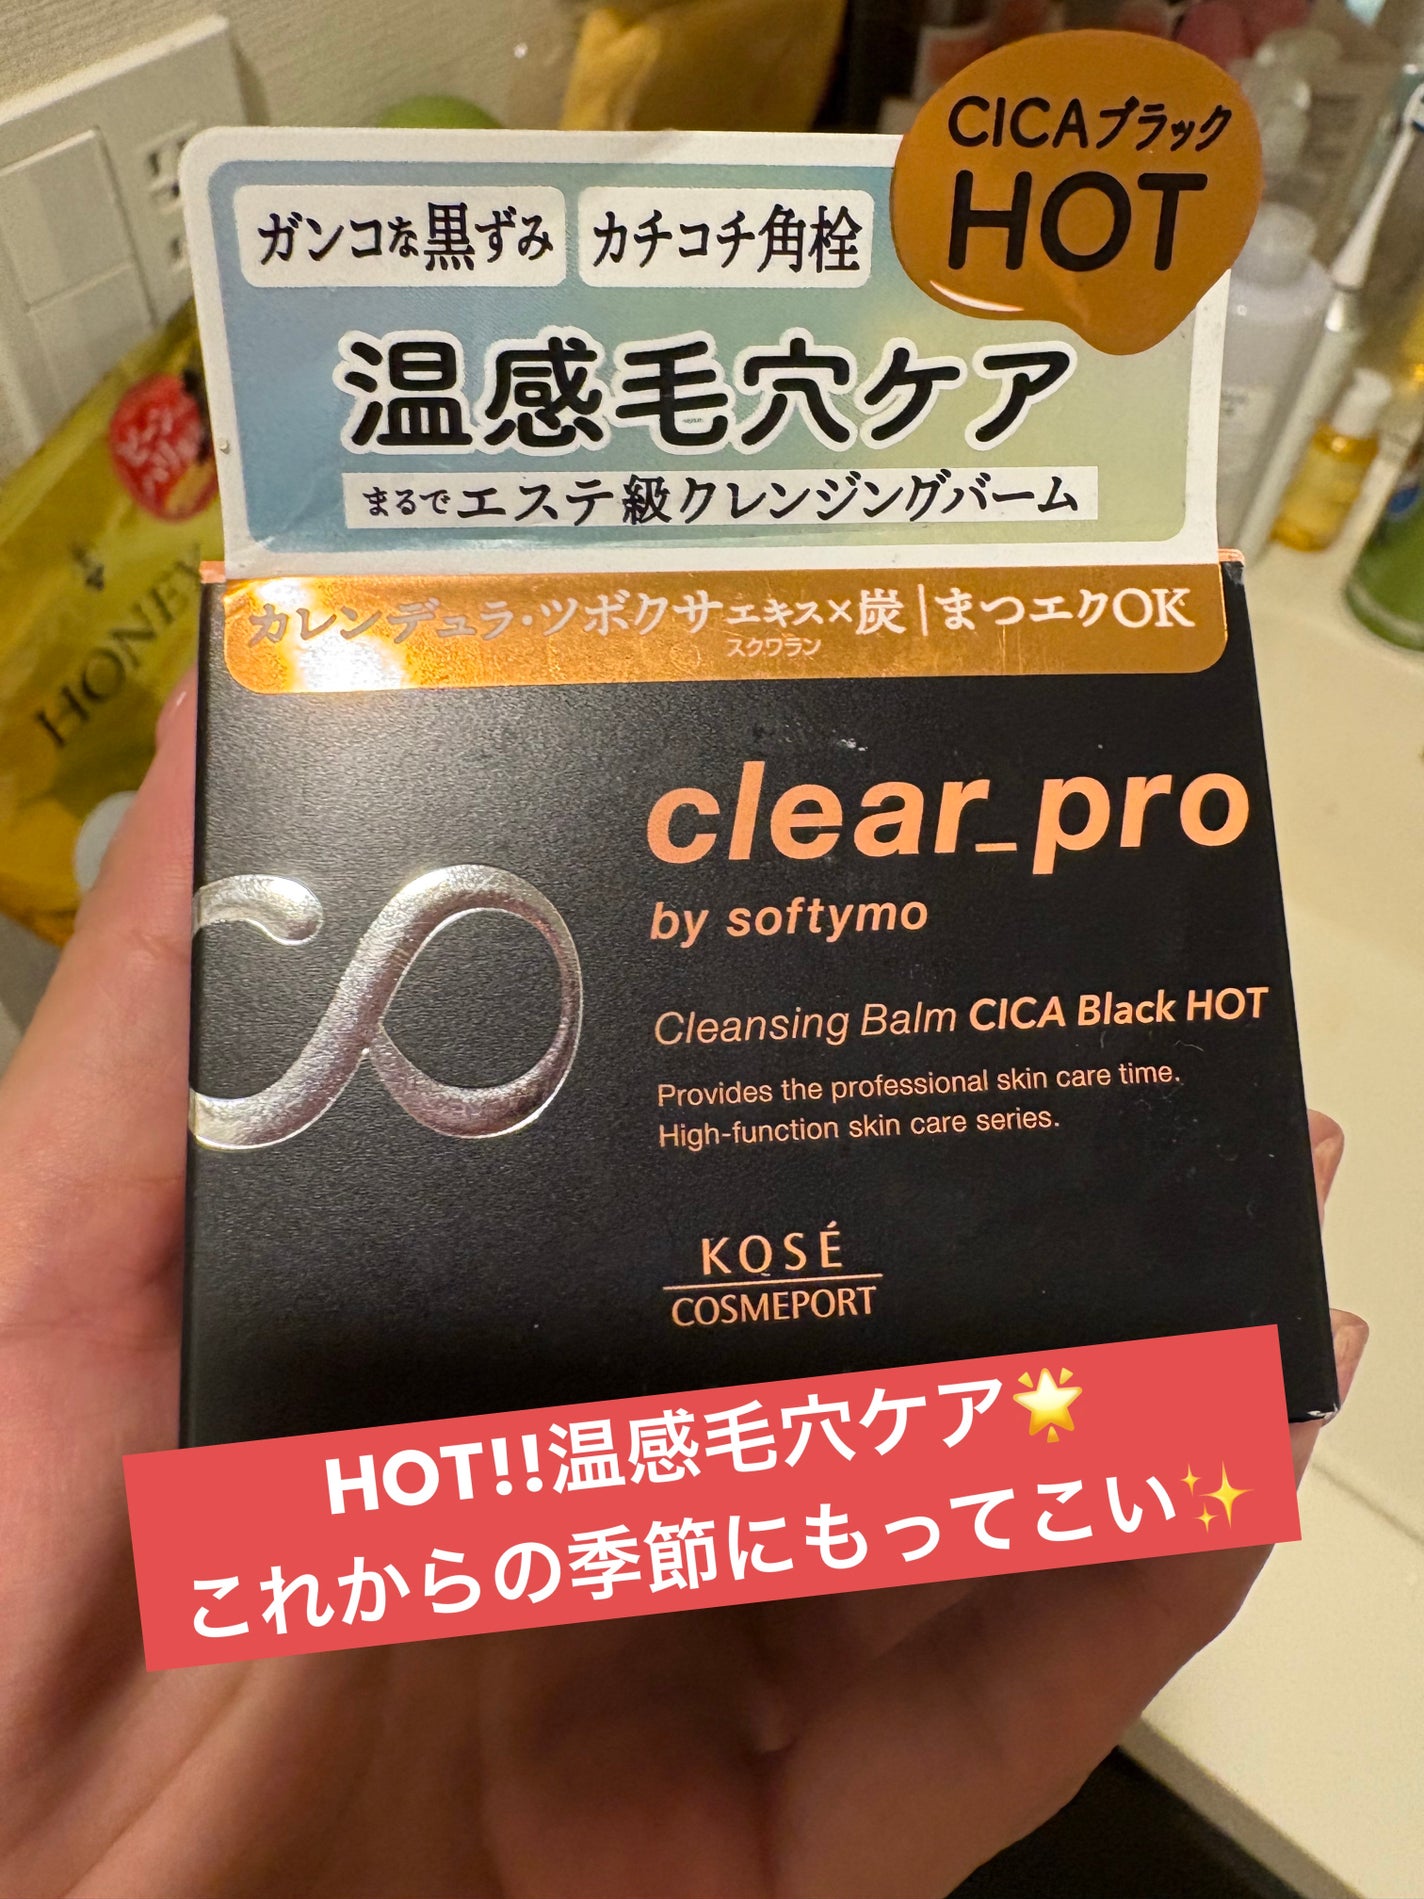 CICAブラック
HOT
ガンコな黒ずみ
カチコチ角栓
温感毛穴ケア
まるでエステ級クレンジングバーム
カレンデュラ・ツボクサエキス×炭|まつエクOK
スクワラン
HONEY
clear_pro
by softymo
Cleansing Balm CICA Black HOT
Provides the professional skin care time.
High-function skin care series.
KOSÉ
COSMEPORT
HOT!!温感毛穴ケア🌟
これからの季節にもってこい✨